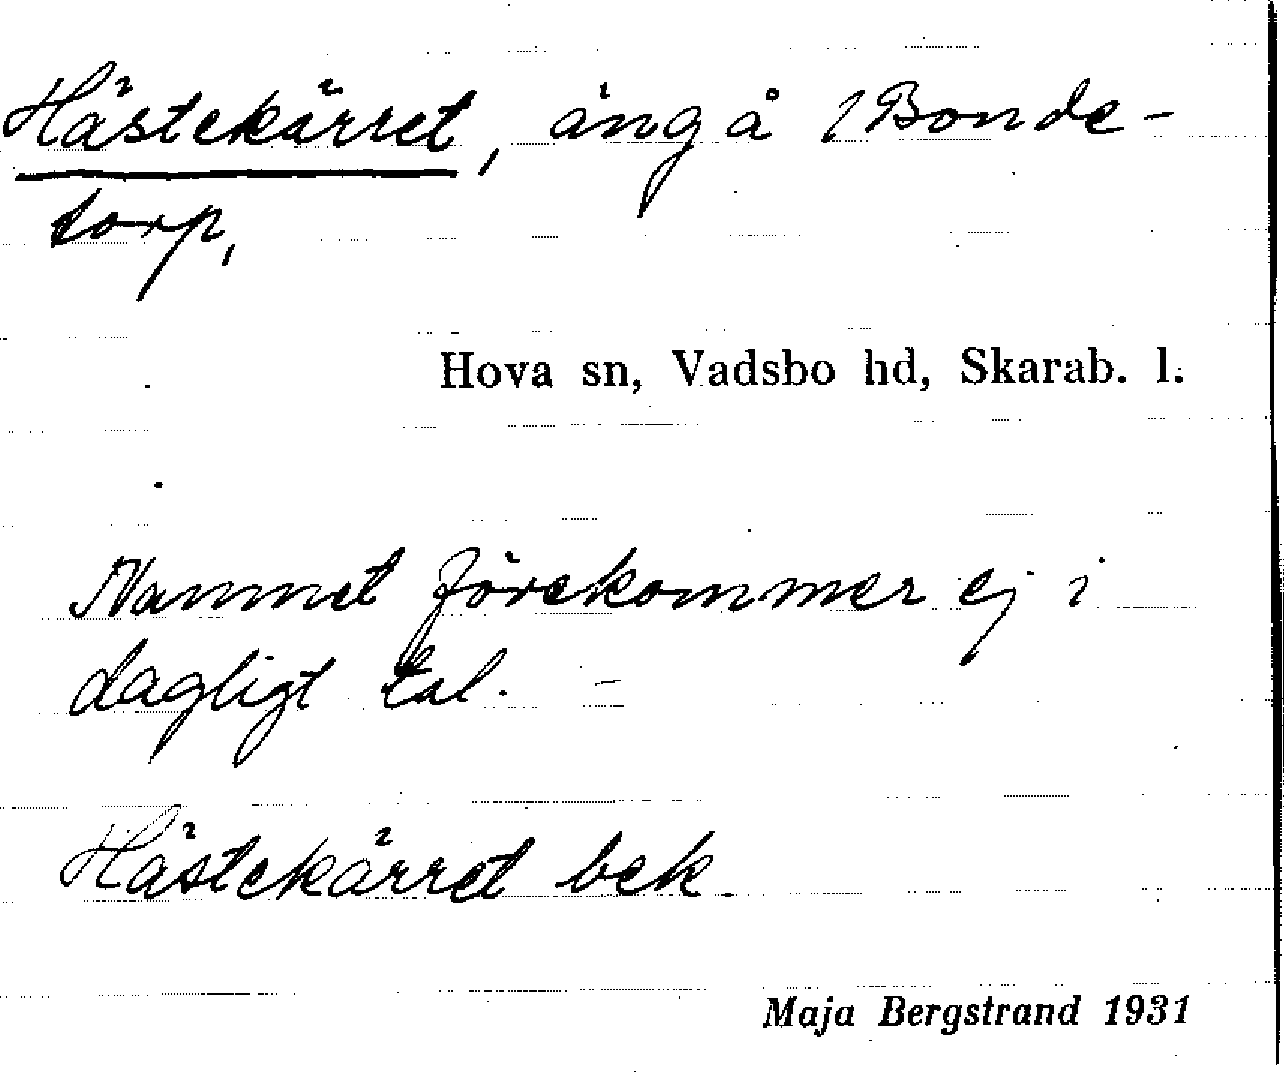 Hästekärret, äng å 1 Bonde-
torp,
Hova sn, Vadsbo hd, Skarab. l.
Namnet förekommer ej i
dagligt tal. –
Hästekärret bek.
Maja Bergstrand 1931